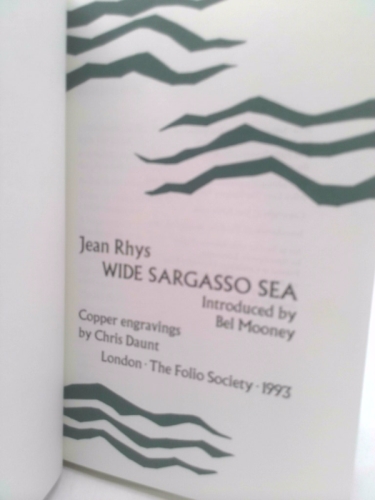 Jean Rhys
WIDE SARGASSO SEA
Introduced by
Bel Mooney
Copper engravings
by Chris Daunt
London · The Folio Society · 1993